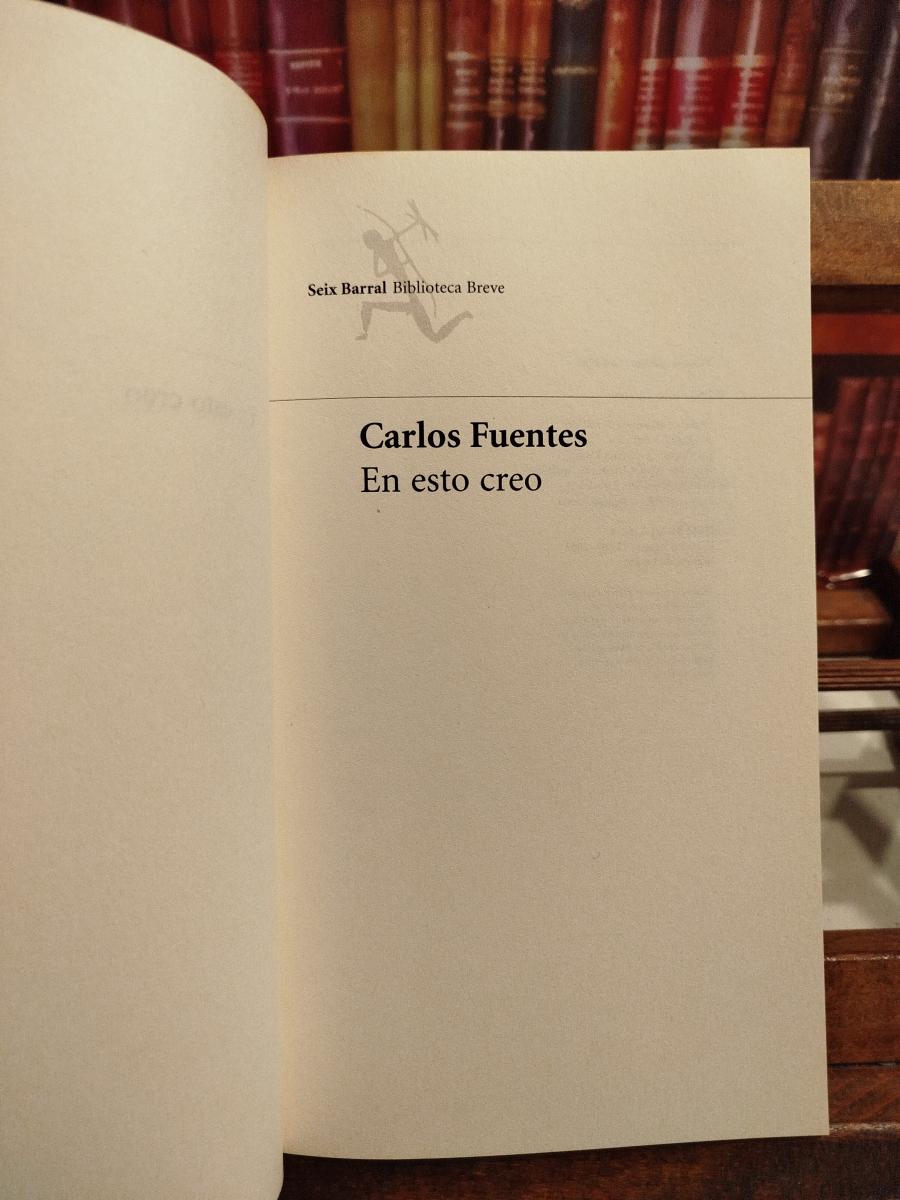 Seix Barral Biblioteca Breve
Carlos Fuentes
En esto creo